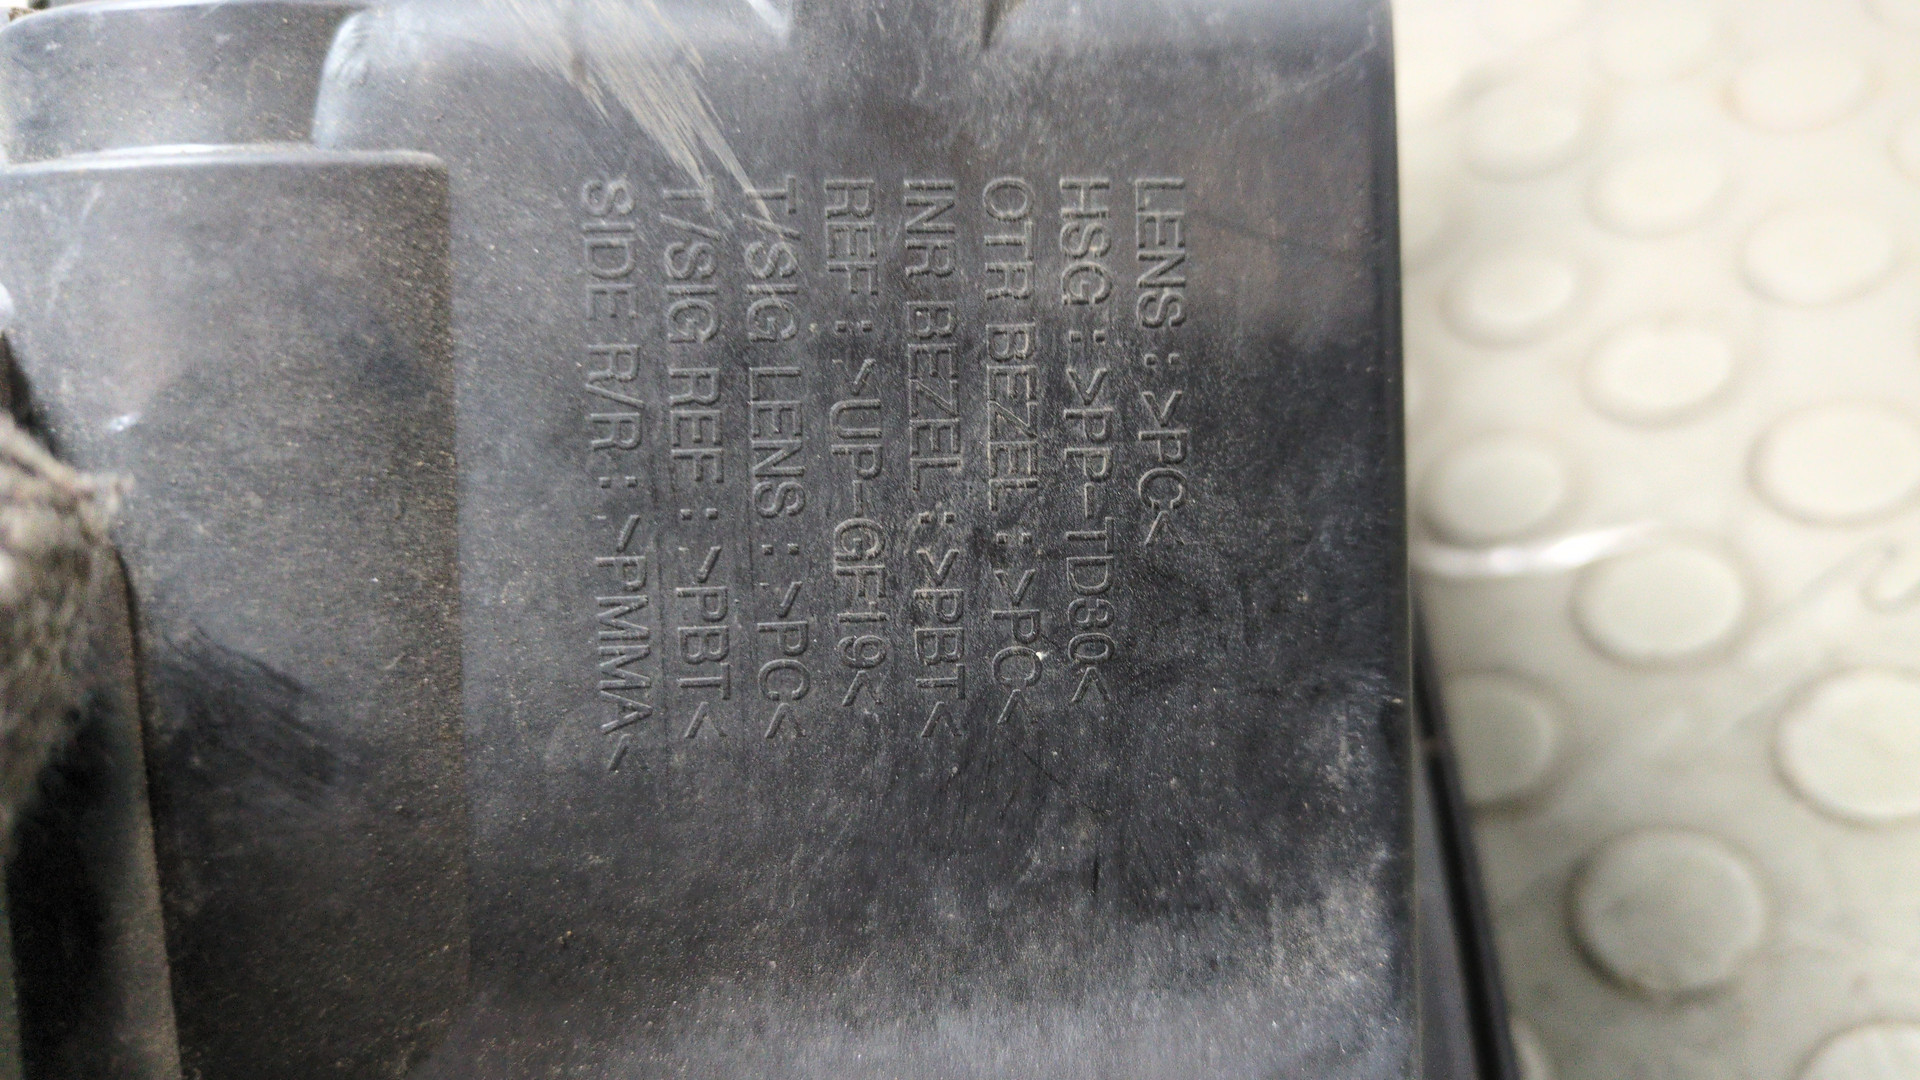 LENS : >PC<
HSG : >PP-TD30<
OTR BEZEL : >PC<
INR BEZEL : >PBT<
REF : >UP-GF19<
T/SIG LENS : >PC<
T/SIG REF : >PBT<
SIDE R/R : >PMMA<